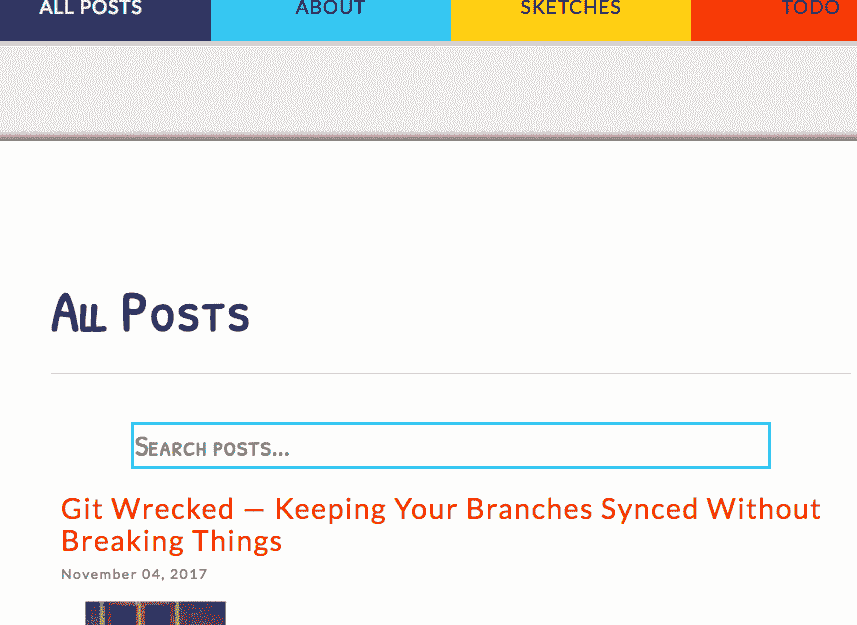 ALL POSTS ABOUT SKETCHES TODO
All Posts
Search posts...
Git Wrecked — Keeping Your Branches Synced Without
Breaking Things
November 04, 2017